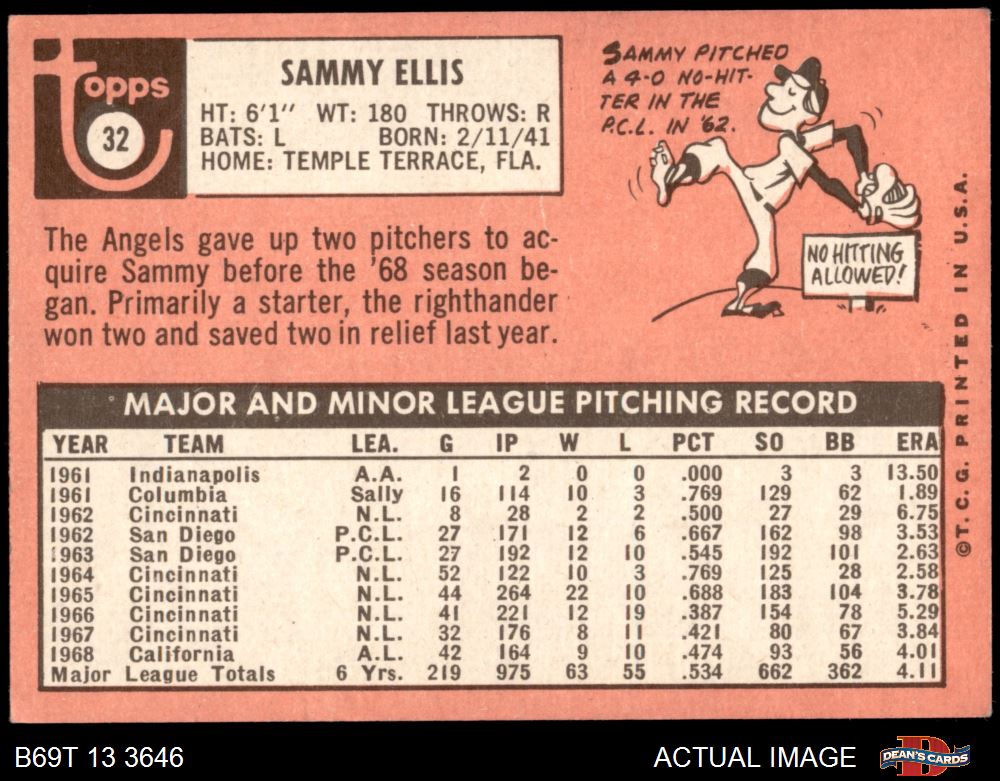 Topps
32
SAMMY ELLIS
HT: 6'1" WT: 180 THROWS: R
BATS: L BORN: 2/11/41
HOME: TEMPLE TERRACE, FLA.
SAMMY PITCHED
A 4-0 NO-HIT-
TER IN THE
P.C.L. IN '62.
NO HITTING
ALLOWED!
The Angels gave up two pitchers to ac-
quire Sammy before the '68 season be-
gan. Primarily a starter, the righthander
won two and saved two in relief last year.
MAJOR AND MINOR LEAGUE PITCHING RECORD
YEAR TEAM LEA. G IP W L PCT SO BB ERA
1961 Indianapolis A.A. 1 2 0 0 .000 3 3 13.50
1961 Columbia Sally 16 114 10 3 .769 129 62 1.89
1962 Cincinnati N.L. 8 28 2 2 .500 27 29 6.75
1962 San Diego P.C.L. 27 171 12 6 .667 162 98 3.53
1963 San Diego P.C.L. 27 192 12 10 .545 192 101 2.63
1964 Cincinnati N.L. 52 122 10 3 .769 125 28 2.58
1965 Cincinnati N.L. 44 264 22 10 .688 183 104 3.78
1966 Cincinnati N.L. 41 221 12 19 .387 154 78 5.29
1967 Cincinnati N.L. 32 176 8 11 .421 80 67 3.84
1968 California A.L. 42 164 9 10 .474 93 56 4.01
Major League Totals 6 Yrs. 219 975 63 55 .534 662 362 4.11
©T.C.G. PRINTED IN U.S.A.
B69T 13 3646
ACTUAL IMAGE
D
DEAN'S CARDS